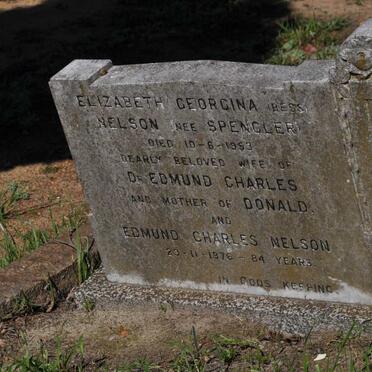 ELIZABETH GEORGINA (BESS)
NELSON (NEE SPENGLER)
DIED 10-6-1953
DEARLY BELOVED WIFE OF
DR EDMUND CHARLES
AND MOTHER OF DONALD.
AND
EDMUND CHARLES NELSON
23-11-1976 - 84 YEARS
IN GODS KEEPING